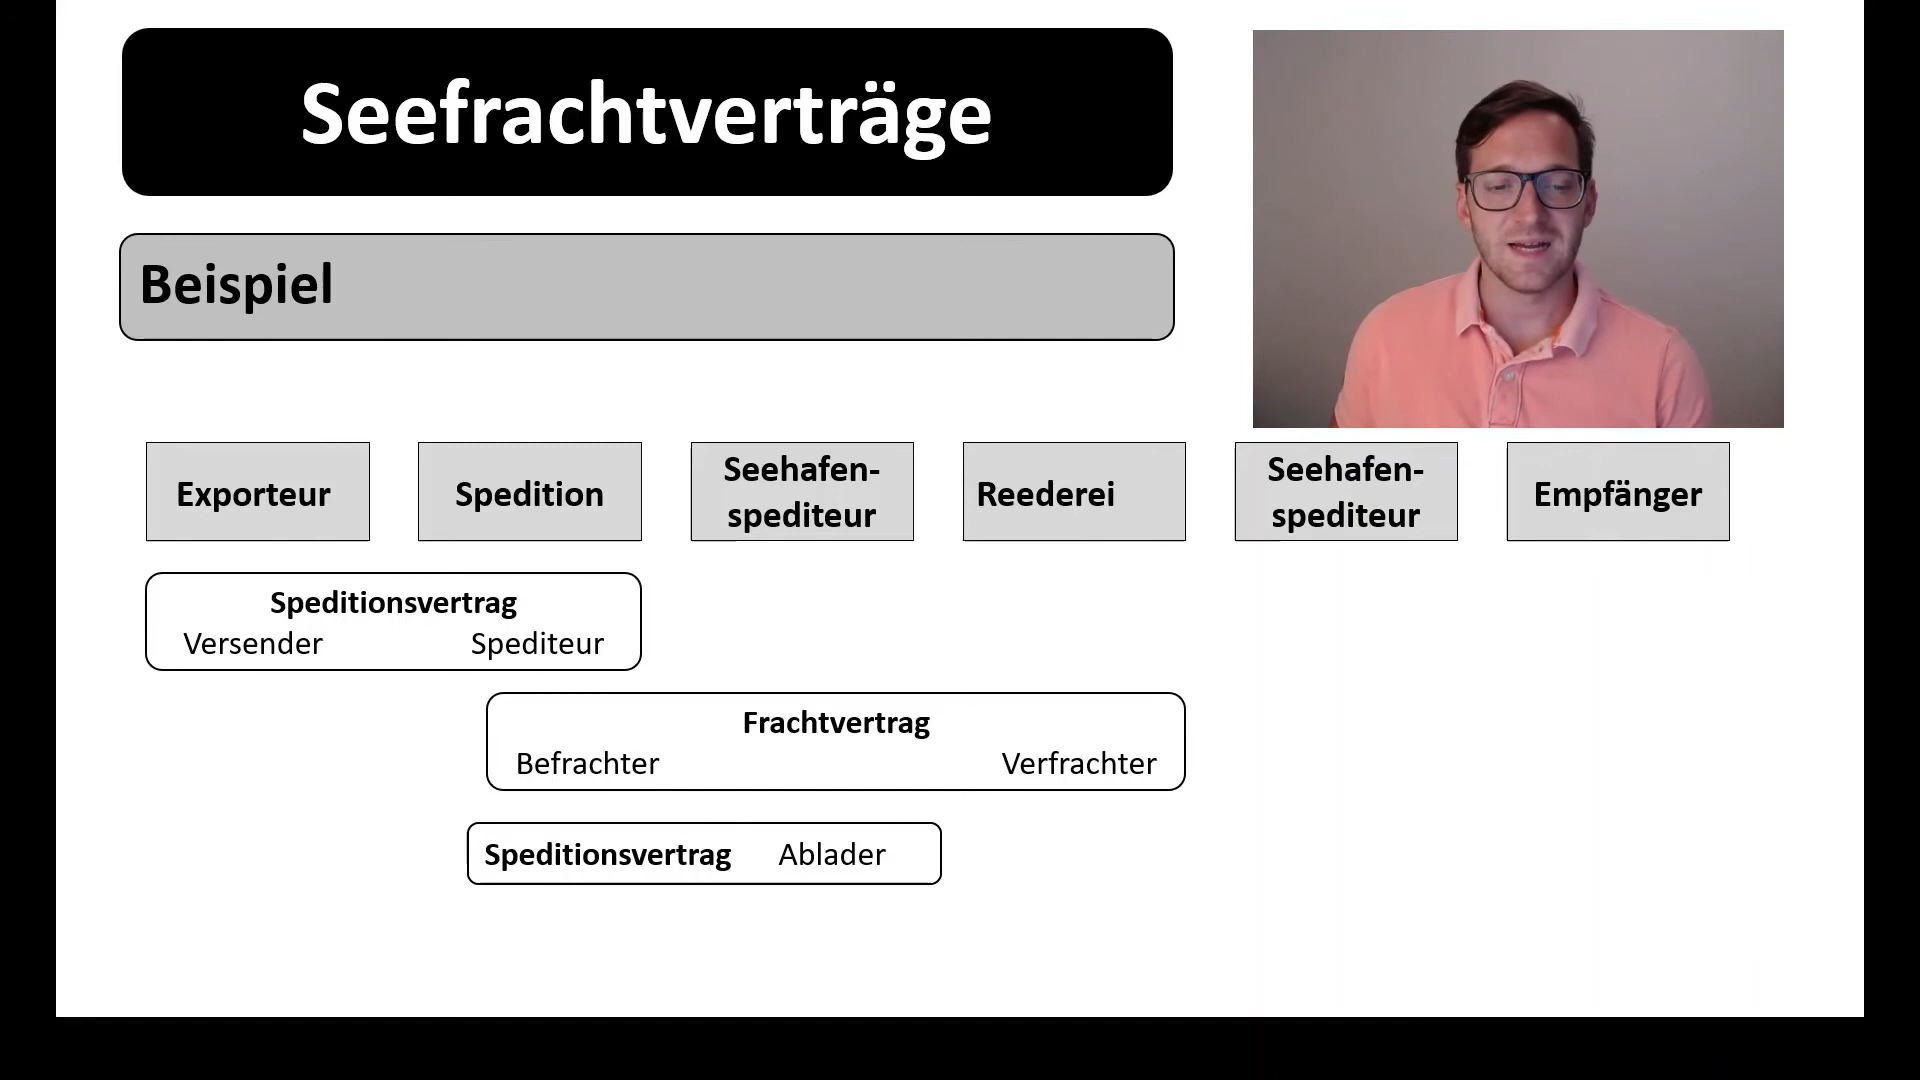 Seefrachtverträge
Beispiel
Exporteur
Spedition
Seehafen-
spediteur
Reederei
Seehafen-
spediteur
Empfänger
Speditionsvertrag
Versender Spediteur
Frachtvertrag
Befrachter Verfrachter
Speditionsvertrag Ablader